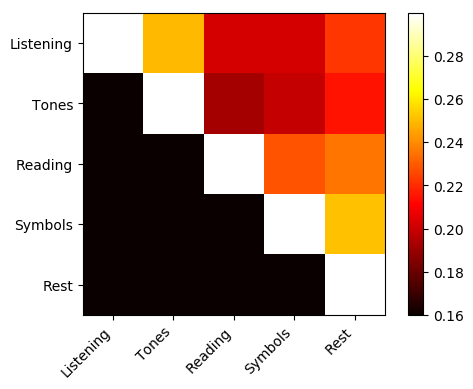 Listening
Tones
Reading
Symbols
Rest
Listening
Tones
Reading
Symbols
Rest
0.28
0.26
0.24
0.22
0.20
0.18
0.16